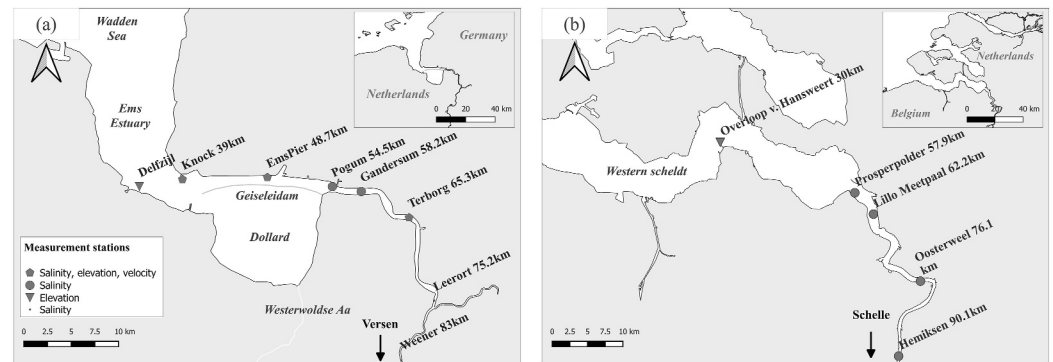 (a)
Wadden
Sea
Germany
Netherlands
0 20 40 km
Ems
Estuary
Delfzijl
Knock 39km
EmsPier 48.7km
Pogum 54.5km
Gandersum 58.2km
Terborg 65.3km
Geiseleidam
Dollard
Leerort 75.2km
Westerwoldse Aa
Versen
Weener 83km
Measurement stations
Salinity, elevation, velocity
Salinity
Elevation
Salinity
0 2.5 5 7.5 10 km
(b)
Netherlands
0 20 40 km
Belgium
Overloop v. Hansweert 30km
Western scheldt
Prosperpolder 57.9km
Lillo Meetpaal 62.2km
Oosterweel 76.1
km
Schelle
Hemiksen 90.1km
0 2.5 5 7.5 10 km